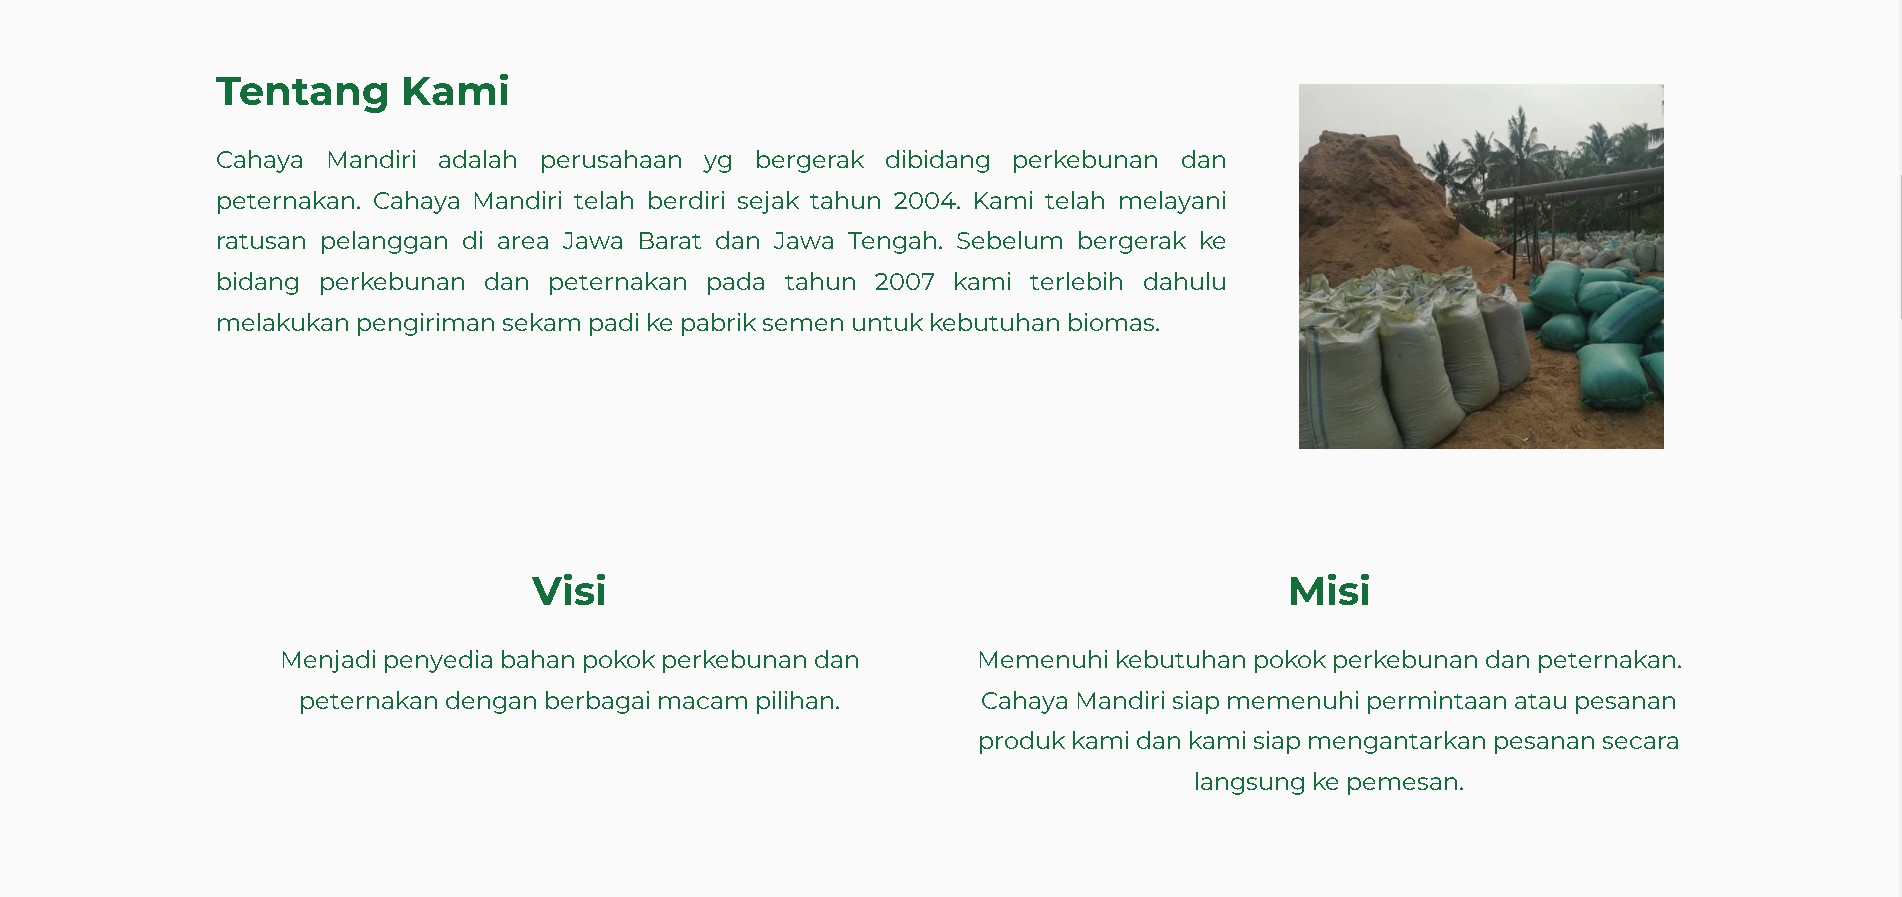 Tentang Kami
Cahaya Mandiri adalah perusahaan yg bergerak dibidang perkebunan dan
peternakan. Cahaya Mandiri telah berdiri sejak tahun 2004. Kami telah melayani
ratusan pelanggan di area Jawa Barat dan Jawa Tengah. Sebelum bergerak ke
bidang perkebunan dan peternakan pada tahun 2007 kami terlebih dahulu
melakukan pengiriman sekam padi ke pabrik semen untuk kebutuhan biomas.
Visi
Menjadi penyedia bahan pokok perkebunan dan
peternakan dengan berbagai macam pilihan.
Misi
Memenuhi kebutuhan pokok perkebunan dan peternakan.
Cahaya Mandiri siap memenuhi permintaan atau pesanan
produk kami dan kami siap mengantarkan pesanan secara
langsung ke pemesan.